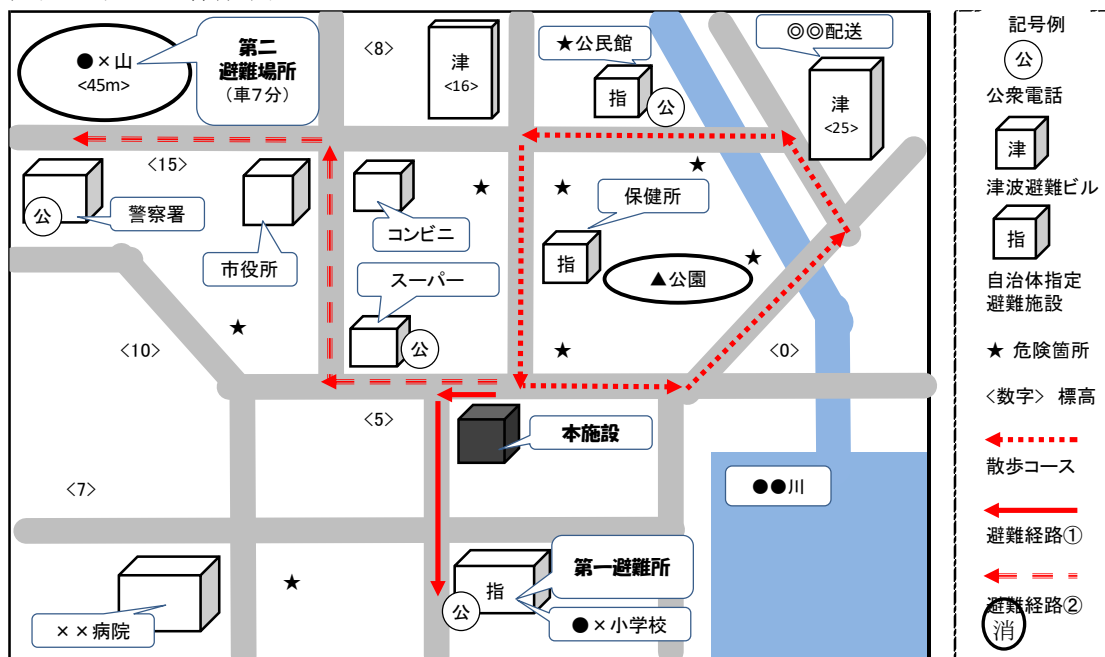 ●×山
<45m>
第二
避難場所
(車7分)
<8>
津
<16>
★公民館
指
公
◎◎配送
津
<25>
<15>
公
警察署
市役所
コンビニ
スーパー
公
★
★
★
保健所
指
▲公園
★
★
★
<10>
<0>
<5>
本施設
<7>
●●川
★
××病院
公
指
第一避難所
●×小学校
記号例
公
公衆電話
津
津波避難ビル
指
自治体指定
避難施設
★ 危険箇所
<数字> 標高
散歩コース
避難経路①
避難経路②
消